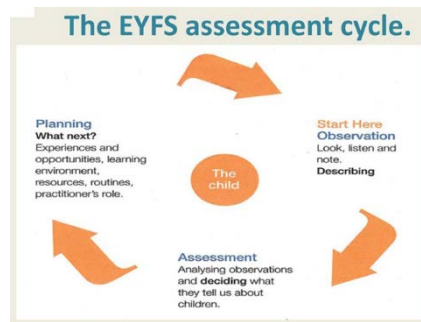 The EYFS assessment cycle.
Planning
What next?
Experiences and
opportunities, learning
environment,
resources, routines,
practitioner's role.
Start Here
Observation
Look, listen and
note.
Describing
The
child
Assessment
Analysing observations
and deciding what
they tell us about
children.